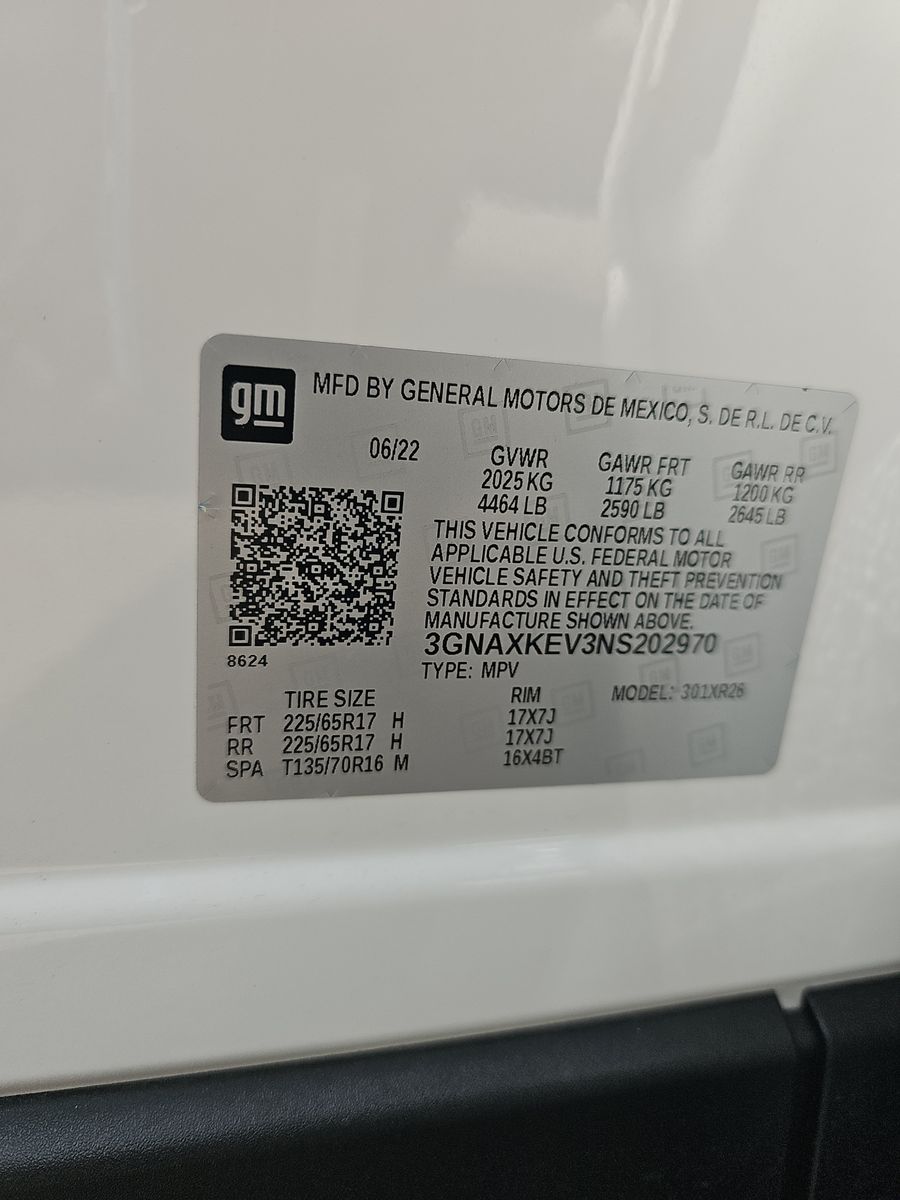 gm
MFD BY GENERAL MOTORS DE MEXICO, S. DE R.L. DE C.V.
06/22
GVWR GAWR FRT GAWR RR
2025 KG 1175 KG 1200 KG
4464 LB 2590 LB 2645 LB
THIS VEHICLE CONFORMS TO ALL
APPLICABLE U.S. FEDERAL MOTOR
VEHICLE SAFETY AND THEFT PREVENTION
STANDARDS IN EFFECT ON THE DATE OF
MANUFACTURE SHOWN ABOVE.
3GNAXKEV3NS202970
8624
TYPE: MPV
MODEL: 301XR26
TIRE SIZE RIM
FRT 225/65R17 H 17X7J
RR 225/65R17 H 17X7J
SPA T135/70R16 M 16X4BT